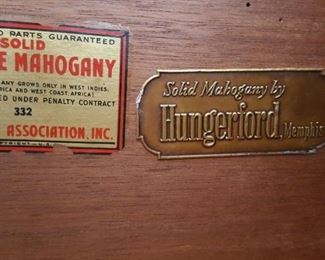 D PARTS GUARANTEED
SOLID
E MAHOGANY
ANY GROWS ONLY IN WEST INDIES,
RICA AND WEST COAST AFRICA)
ED UNDER PENALTY CONTRACT
332
ASSOCIATION, INC.
Solid Mahogany by
Hungerford, Memphis